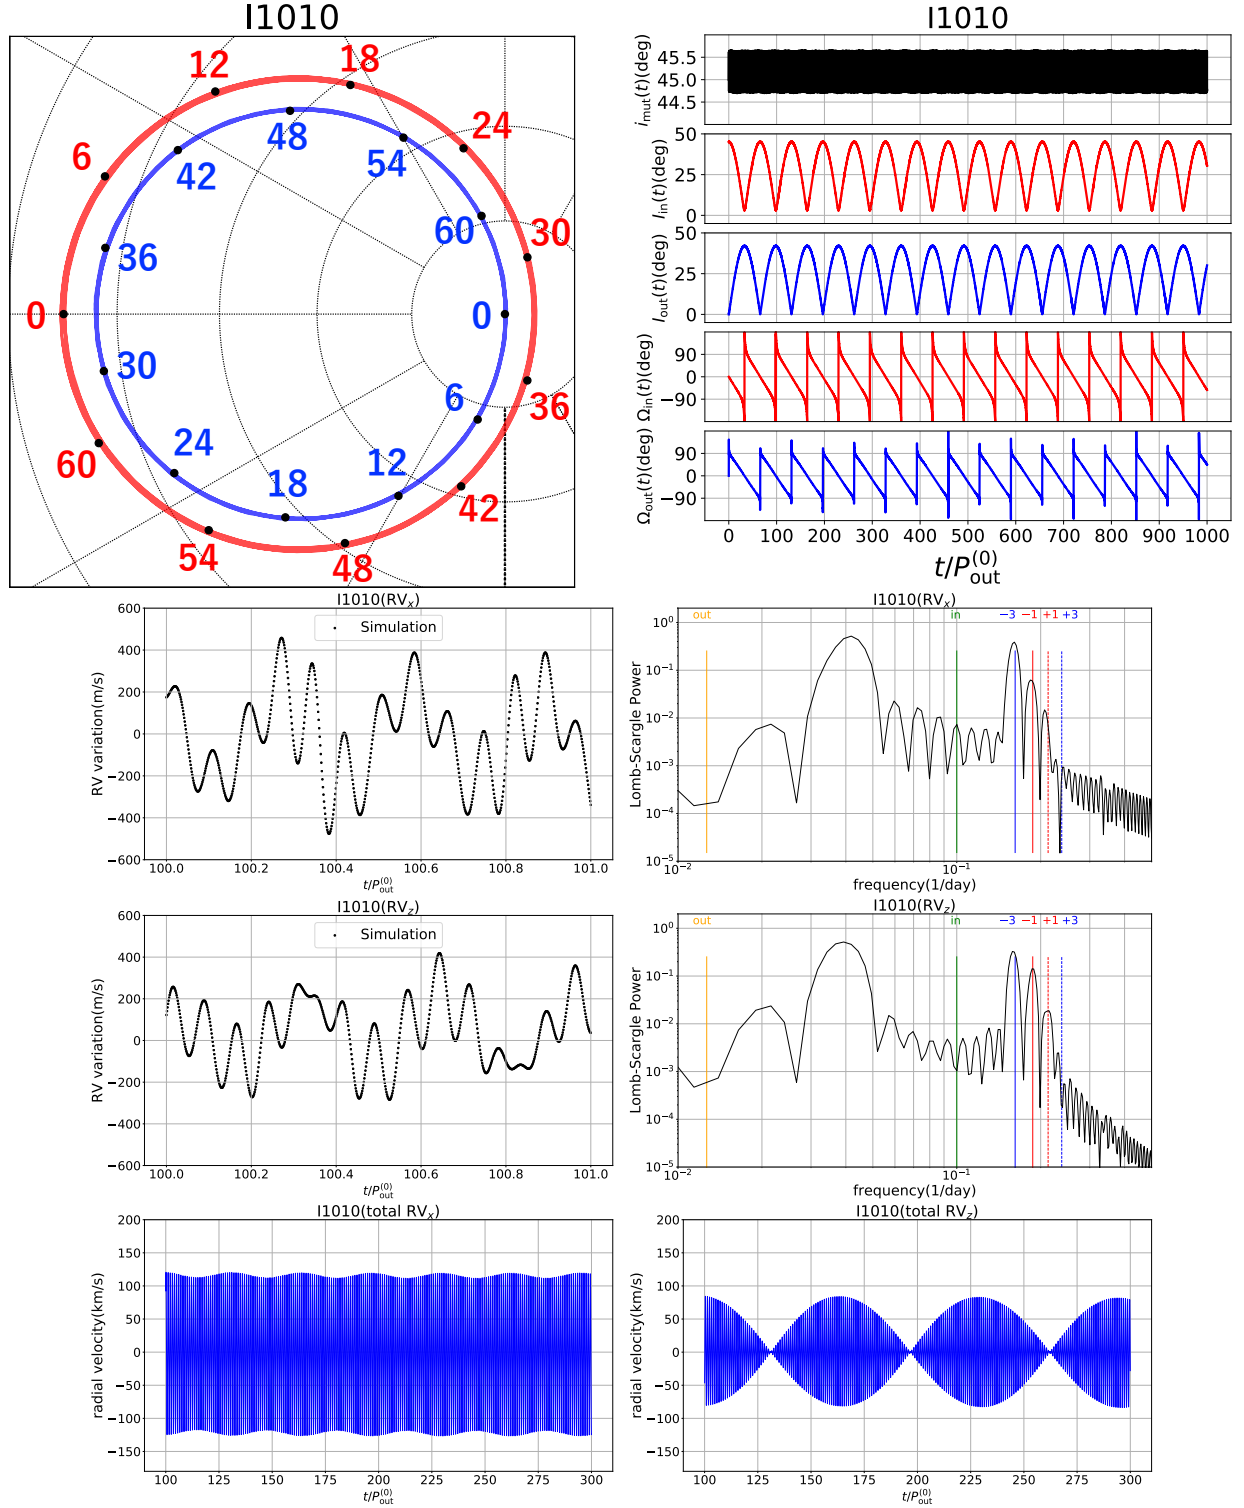 I1010
12
18
24
30
36
42
48
54
60
0
6
48
54
60
0
6
12
18
24
30
36
42
I1010
i_mut(t)(deg)
45.5
45.0
44.5
I_in(t)(deg)
50
25
0
I_out(t)(deg)
50
25
0
Ω_in(t)(deg)
90
0
−90
Ω_out(t)(deg)
90
0
−90
0 100 200 300 400 500 600 700 800 900 1000
t/P_out^(0)
I1010(RV_x)
Simulation
RV variation(m/s)
600
400
200
0
−200
−400
−600
100.0 100.2 100.4 100.6 100.8 101.0
t/P_out^(0)
I1010(RV_x)
out in −3 −1 +1 +3
Lomb-Scargle Power
10^0
10^−1
10^−2
10^−3
10^−4
10^−5
10^−2 10^−1
frequency(1/day)
I1010(RV_z)
Simulation
RV variation(m/s)
600
400
200
0
−200
−400
−600
100.0 100.2 100.4 100.6 100.8 101.0
t/P_out^(0)
I1010(RV_z)
out in −3 −1 +1 +3
Lomb-Scargle Power
10^0
10^−1
10^−2
10^−3
10^−4
10^−5
10^−2 10^−1
frequency(1/day)
I1010(total RV_x)
radial velocity(km/s)
200
150
100
50
0
−50
−100
−150
100 125 150 175 200 225 250 275 300
t/P_out^(0)
I1010(total RV_z)
radial velocity(km/s)
200
150
100
50
0
−50
−100
−150
100 125 150 175 200 225 250 275 300
t/P_out^(0)